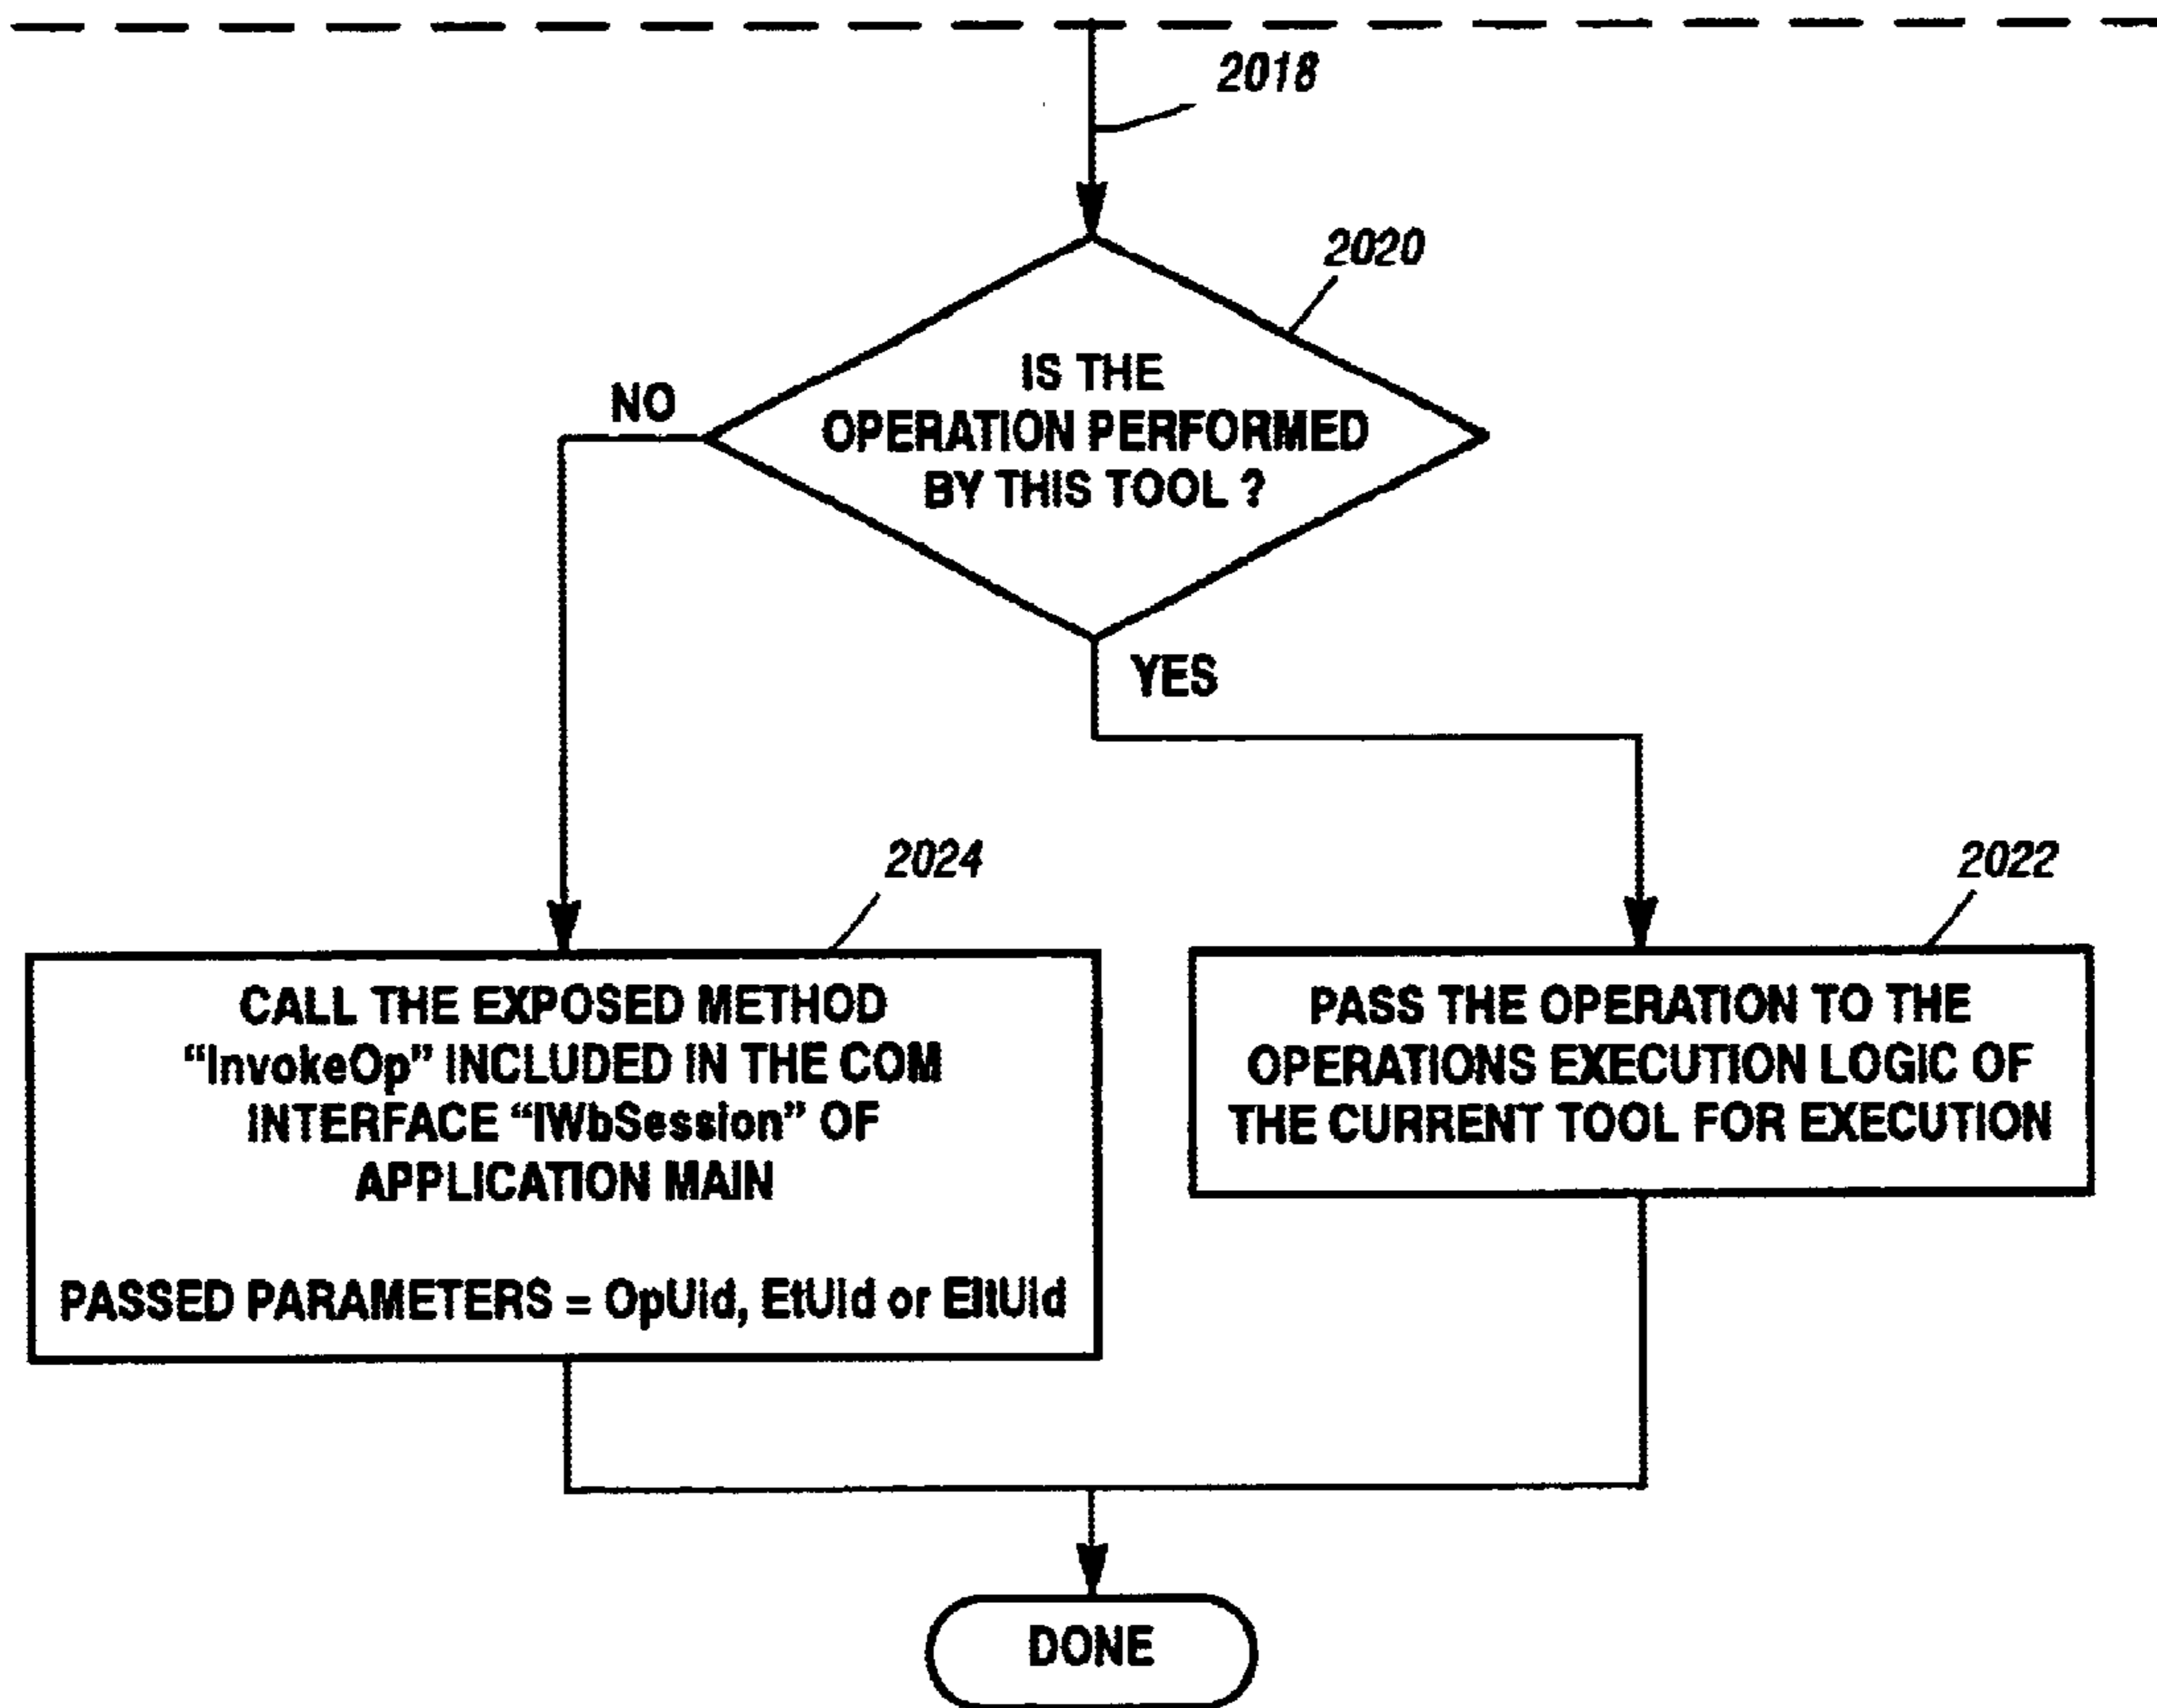 2018
2020
IS THE
OPERATION PERFORMED
BY THIS TOOL ?
NO
YES
2024
2022
CALL THE EXPOSED METHOD
“InvokeOp” INCLUDED IN THE COM
INTERFACE “IWbSession” OF
APPLICATION MAIN
PASSED PARAMETERS = OpUid, EtUid or EltUid
PASS THE OPERATION TO THE
OPERATIONS EXECUTION LOGIC OF
THE CURRENT TOOL FOR EXECUTION
DONE